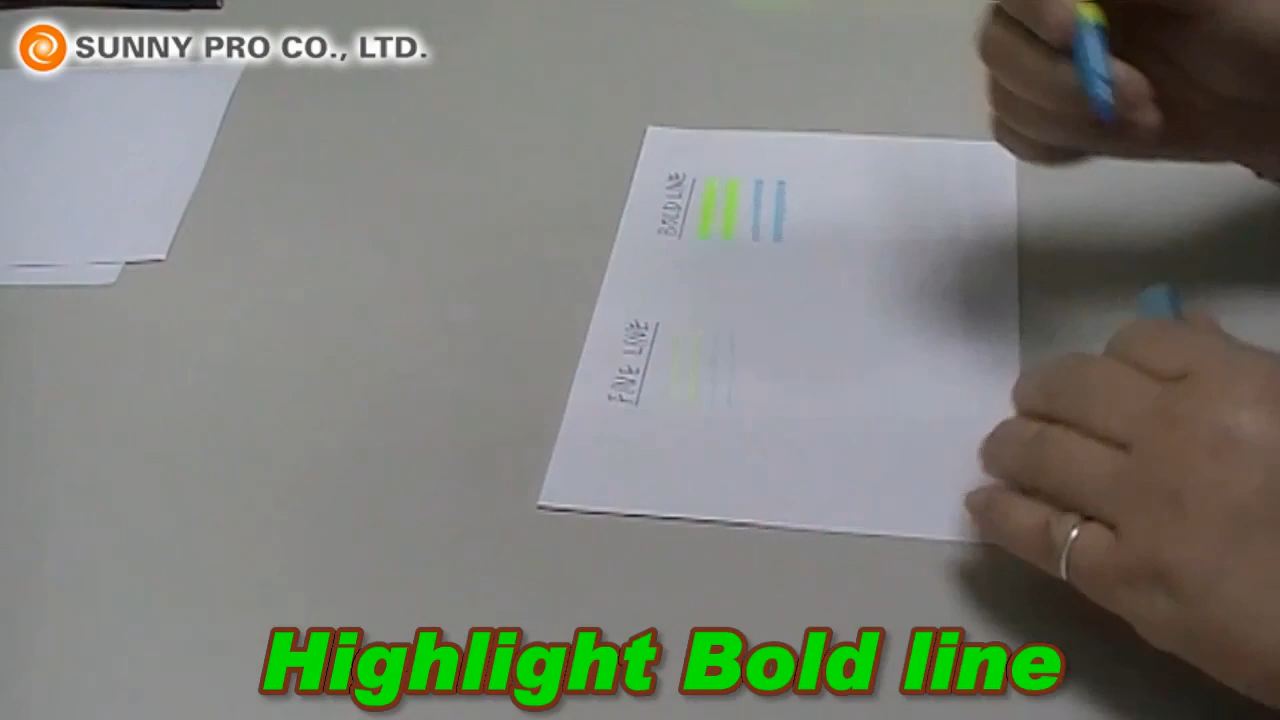 SUNNY PRO CO., LTD.
BOLD LINE
FINE LINE
Highlight Bold line